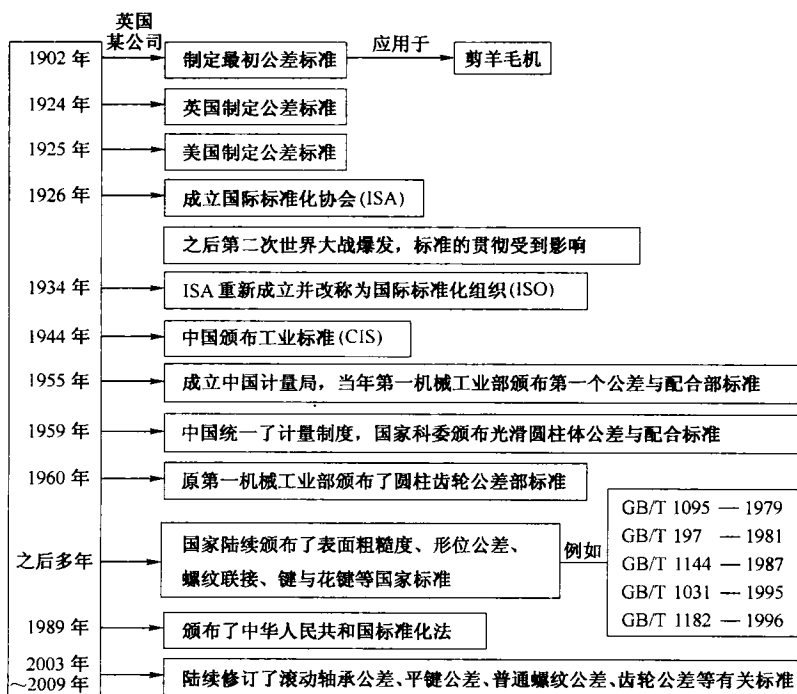 英国
某公司
1902 年 制定最初公差标准 应用于 剪羊毛机
1924 年 英国制定公差标准
1925 年 美国制定公差标准
1926 年 成立国际标准化协会(ISA)
之后第二次世界大战爆发，标准的贯彻受到影响
1934 年 ISA 重新成立并改称为国际标准化组织(ISO)
1944 年 中国颁布工业标准(CIS)
1955 年 成立中国计量局，当年第一机械工业部颁布第一个公差与配合部标准
1959 年 中国统一了计量制度，国家科委颁布光滑圆柱体公差与配合标准
1960 年 原第一机械工业部颁布了圆柱齿轮公差部标准
之后多年 国家陆续颁布了表面粗糙度、形位公差、
螺纹联接、键与花键等国家标准
例如
GB/T 1095 — 1979
GB/T 197 — 1981
GB/T 1144 — 1987
GB/T 1031 — 1995
GB/T 1182 — 1996
1989 年 颁布了中华人民共和国标准化法
2003 年
～2009 年 陆续修订了滚动轴承公差、平键公差、普通螺纹公差、齿轮公差等有关标准